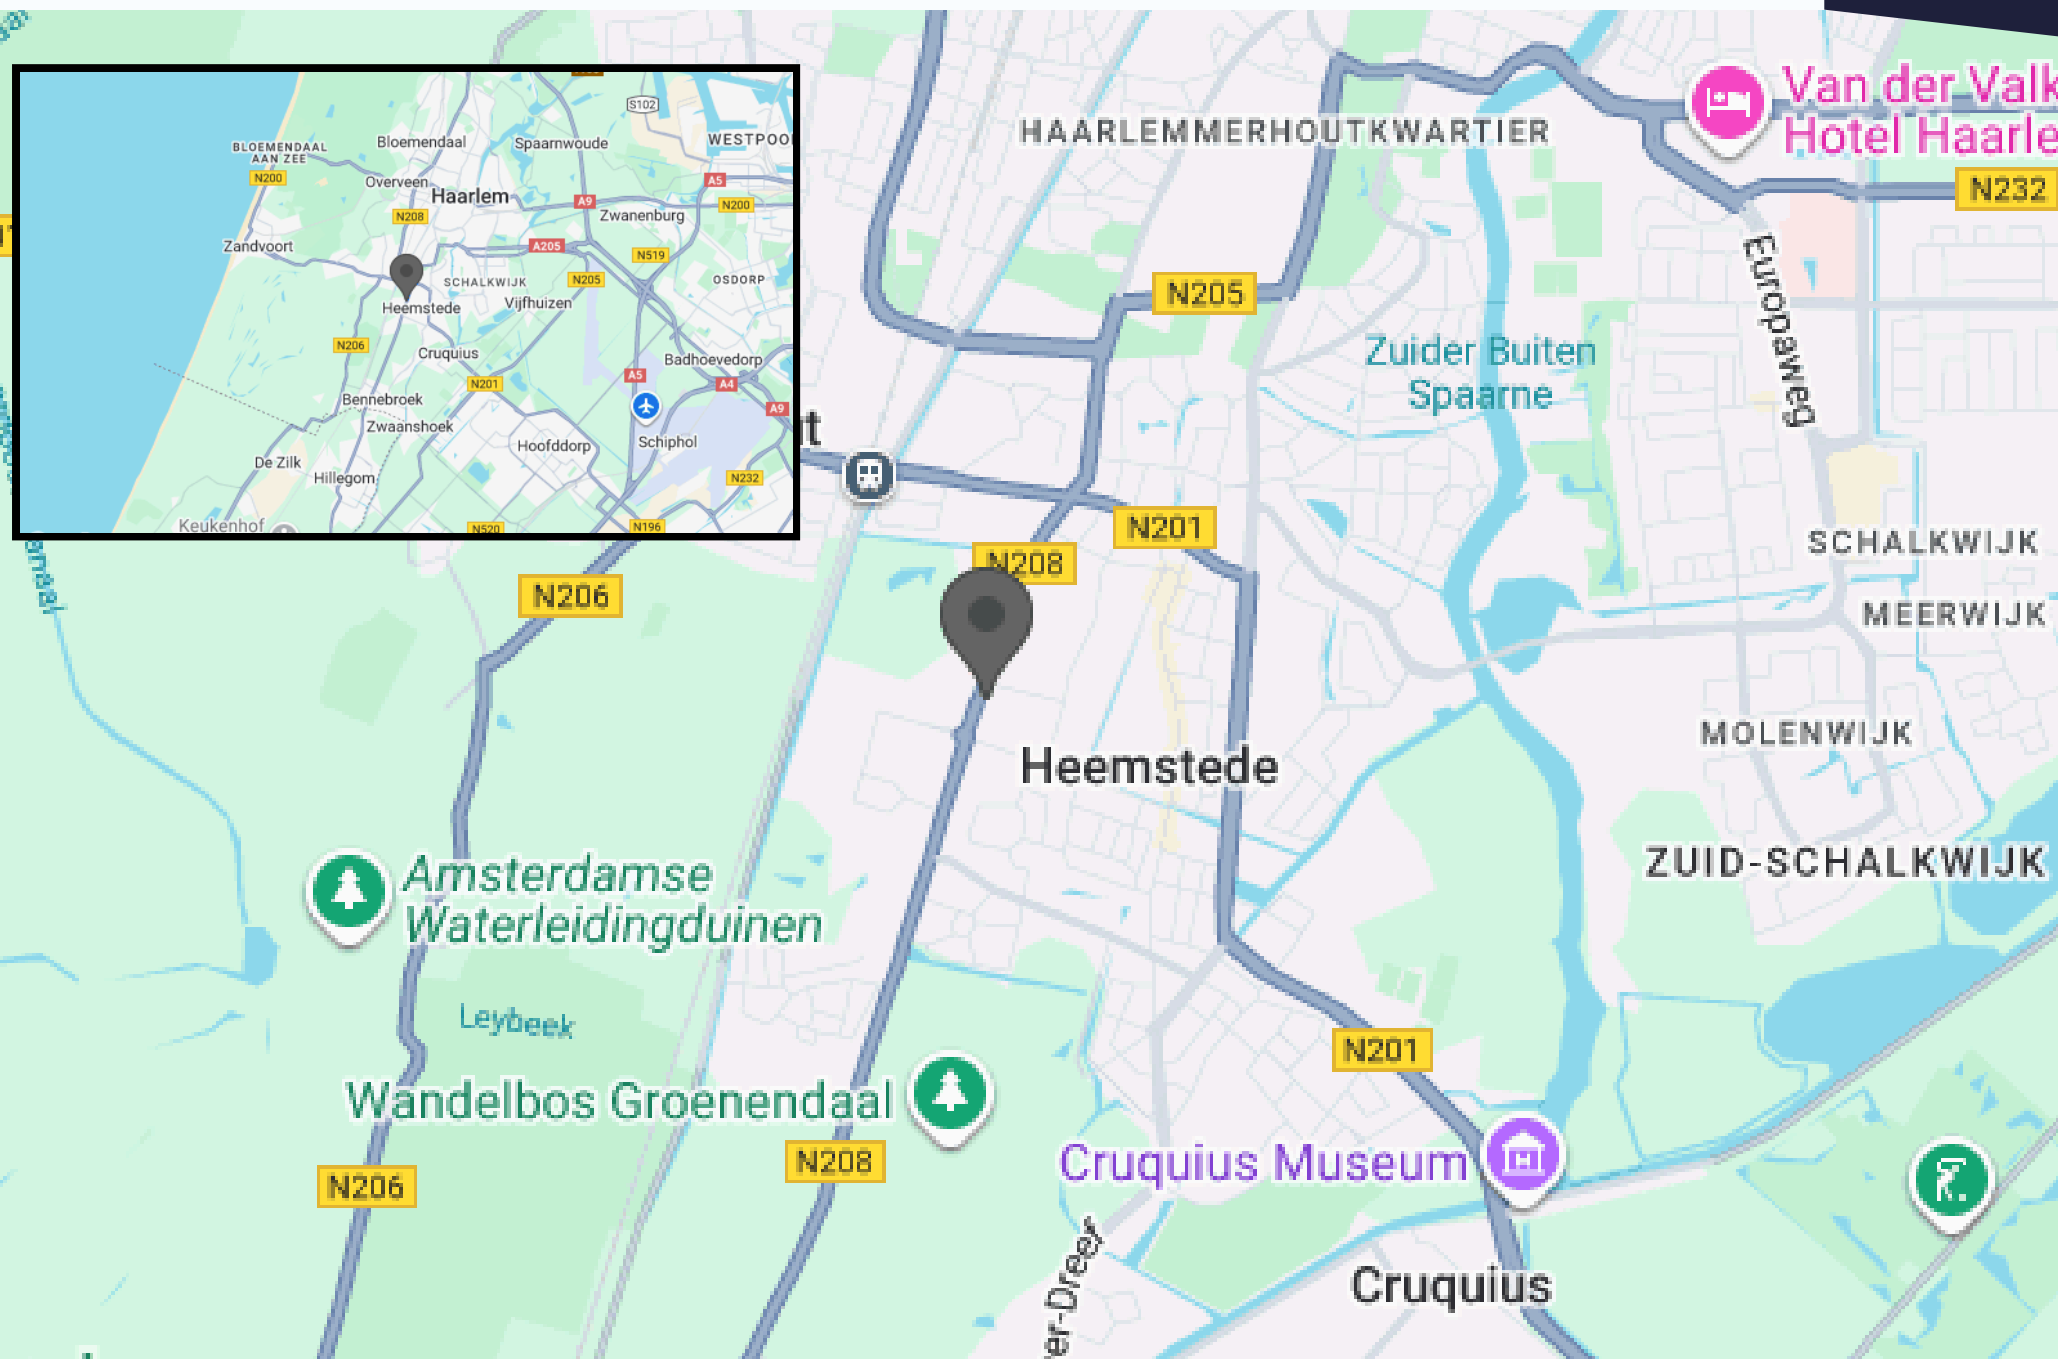 S102
WESTPOO
BLOEMENDAAL
AAN ZEE
Bloemendaal
Spaarnwoude
N200
Overveen
Haarlem
A5
A9
N200
N208
Zwanenburg
Zandvoort
A205
N519
SCHALKWIJK
N205
OSDORP
Heemstede
Vijfhuizen
N206
Cruquius
Badhoevedorp
A5
A4
N201
Bennebroek
A9
Zwaanshoek
Hoofddorp
Schiphol
De Zilk
Hillegom
N232
Keukenhof
N520
N196
HAARLEMMERHOUTKWARTIER
Van der Valk
Hotel Haarle
N232
Europaweg
N205
Zuider Buiten
Spaarne
N201
N208
N206
SCHALKWIJK
MEERWIJK
Heemstede
MOLENWIJK
ZUID-SCHALKWIJK
Amsterdamse
Waterleidingduinen
Leybeek
N201
Wandelbos Groenendaal
N208
Cruquius Museum
N206
er-Dreef
Cruquius